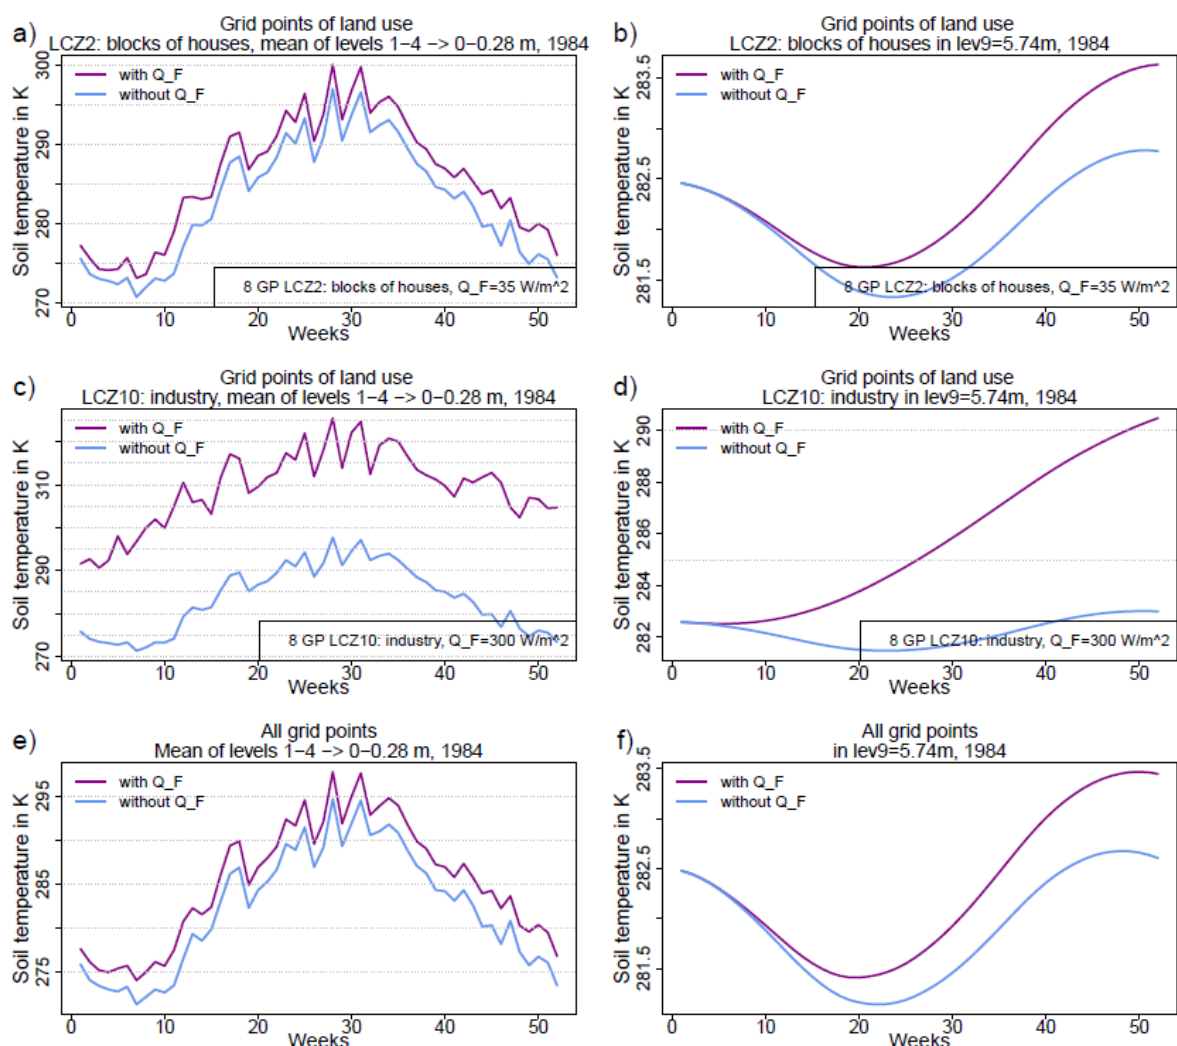 a)
Grid points of land use
LCZ2: blocks of houses, mean of levels 1−4 −> 0−0.28 m, 1984
Soil temperature in K
300
290
280
270
with Q_F
without Q_F
8 GP LCZ2: blocks of houses, Q_F=35 W/m^2
0 10 20 30 40 50
Weeks
b)
Grid points of land use
LCZ2: blocks of houses in lev9=5.74m, 1984
Soil temperature in K
283.5
282.5
281.5
with Q_F
without Q_F
8 GP LCZ2: blocks of houses, Q_F=35 W/m^2
0 10 20 30 40 50
Weeks
c)
Grid points of land use
LCZ10: industry, mean of levels 1−4 −> 0−0.28 m, 1984
Soil temperature in K
310
290
270
with Q_F
without Q_F
8 GP LCZ10: industry, Q_F=300 W/m^2
0 10 20 30 40 50
Weeks
d)
Grid points of land use
LCZ10: industry in lev9=5.74m, 1984
Soil temperature in K
290
288
286
284
282
with Q_F
without Q_F
8 GP LCZ10: industry, Q_F=300 W/m^2
0 10 20 30 40 50
Weeks
e)
All grid points
Mean of levels 1−4 −> 0−0.28 m, 1984
Soil temperature in K
295
285
275
with Q_F
without Q_F
0 10 20 30 40 50
Weeks
f)
All grid points
in lev9=5.74m, 1984
Soil temperature in K
283.5
282.5
281.5
with Q_F
without Q_F
0 10 20 30 40 50
Weeks